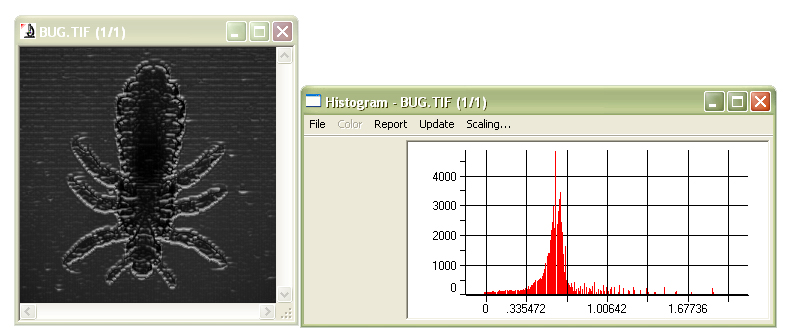 BUG.TIF (1/1)
Histogram - BUG.TIF (1/1)
File Color Report Update Scaling...
4000
3000
2000
1000
0
0 .335472 1.00642 1.67736